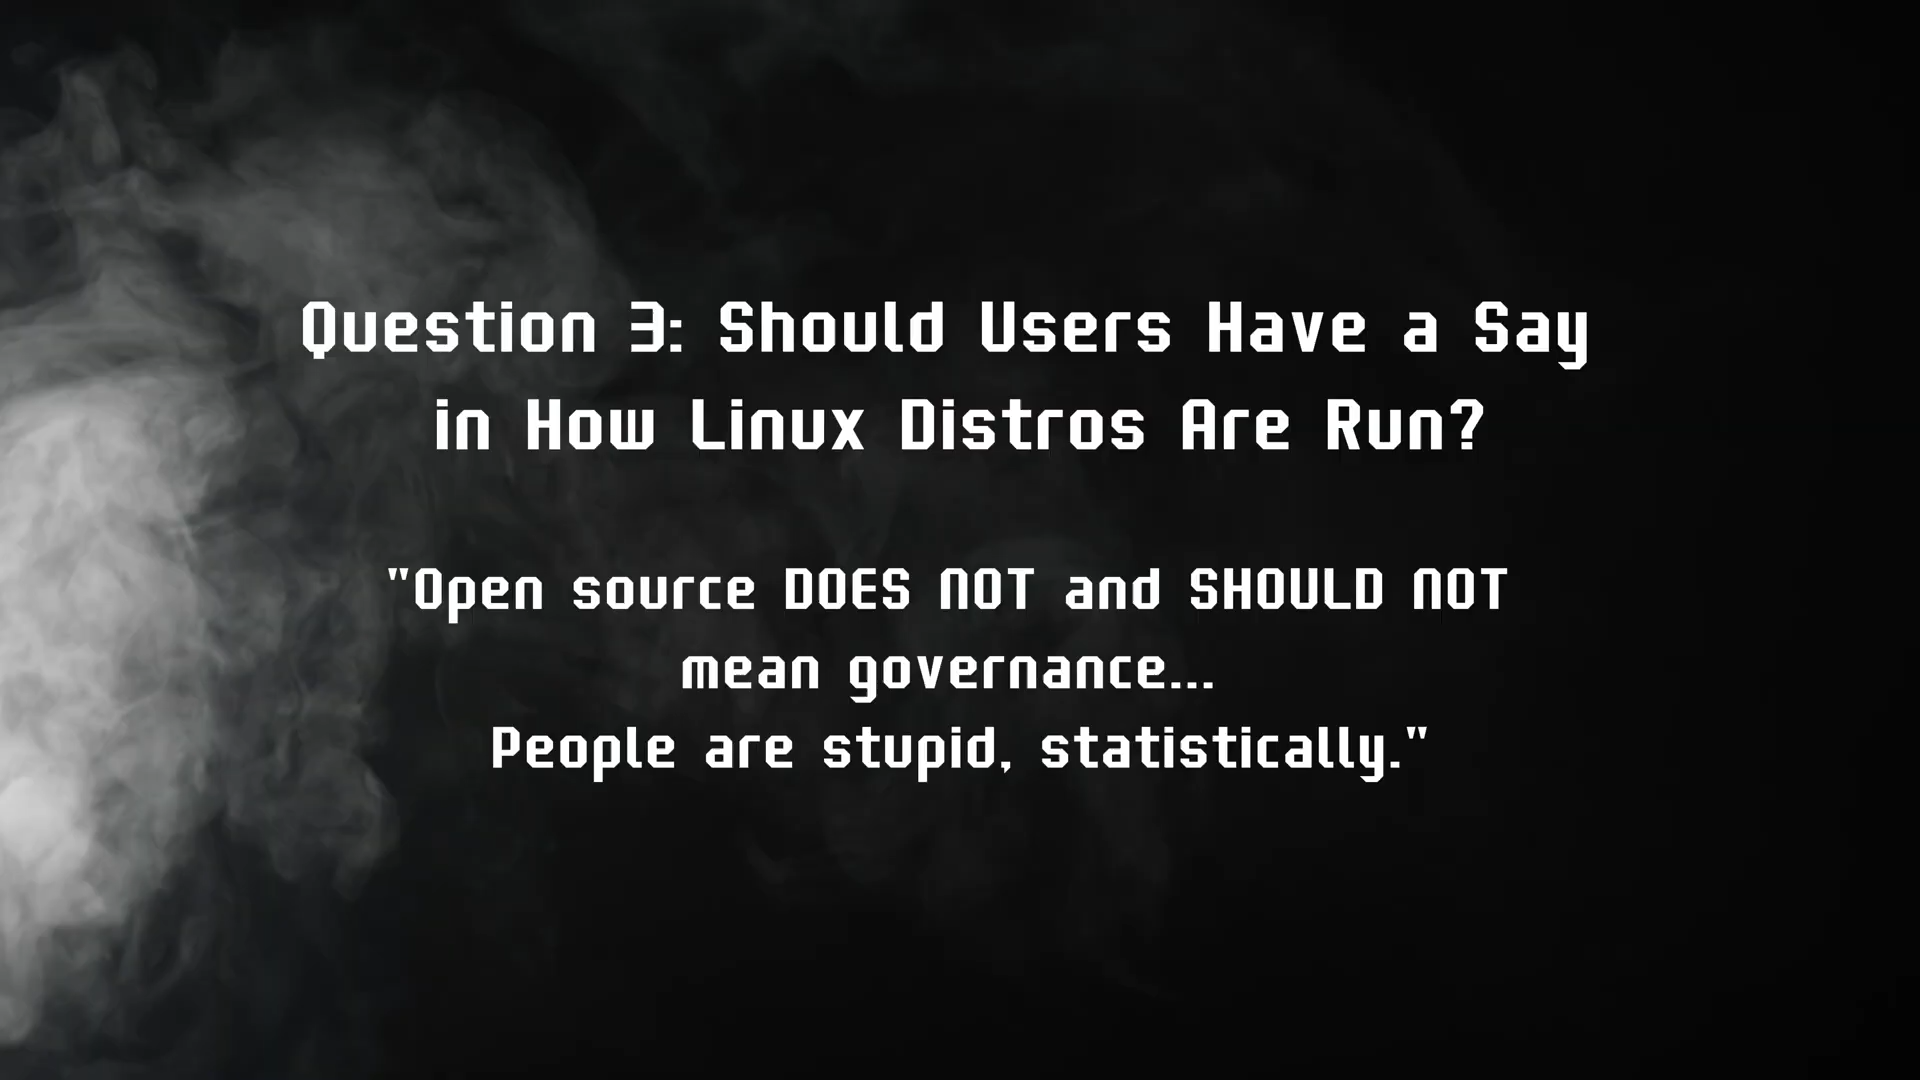 Question 3: Should Users Have a Say
in How Linux Distros Are Run?
"Open source DOES NOT and SHOULD NOT
mean governance...
People are stupid, statistically."